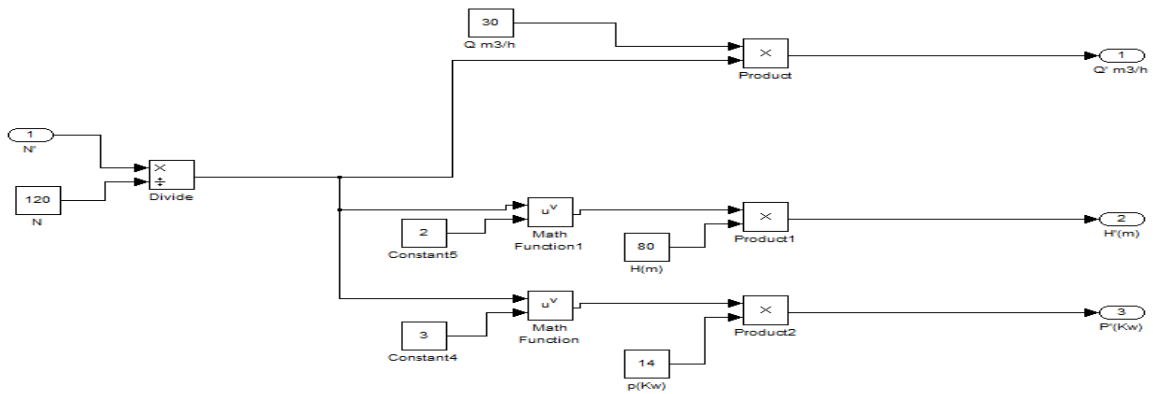 30
Q m3/h
×
Product
1
Q' m3/h
1
N'
×
÷
Divide
120
N
2
Constant5
u^v
Math
Function1
80
H(m)
×
Product1
2
H'(m)
3
Constant4
u^v
Math
Function
14
p(Kw)
×
Product2
3
P'(Kw)